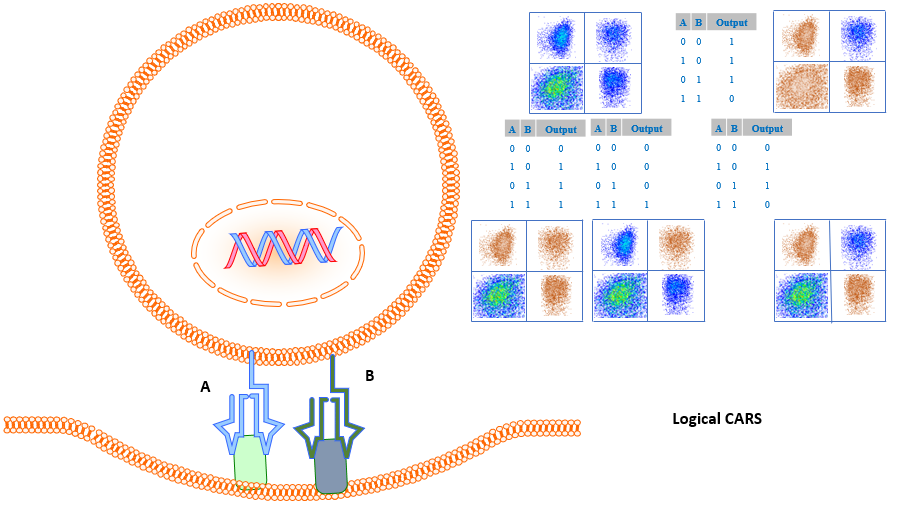 A B Output
0 0 1
1 0 1
0 1 1
1 1 0
A B Output
0 0 0
1 0 1
0 1 1
1 1 1
A B Output
0 0 0
1 0 0
0 1 0
1 1 1
A B Output
0 0 0
1 0 1
0 1 1
1 1 0
A
B
Logical CARS